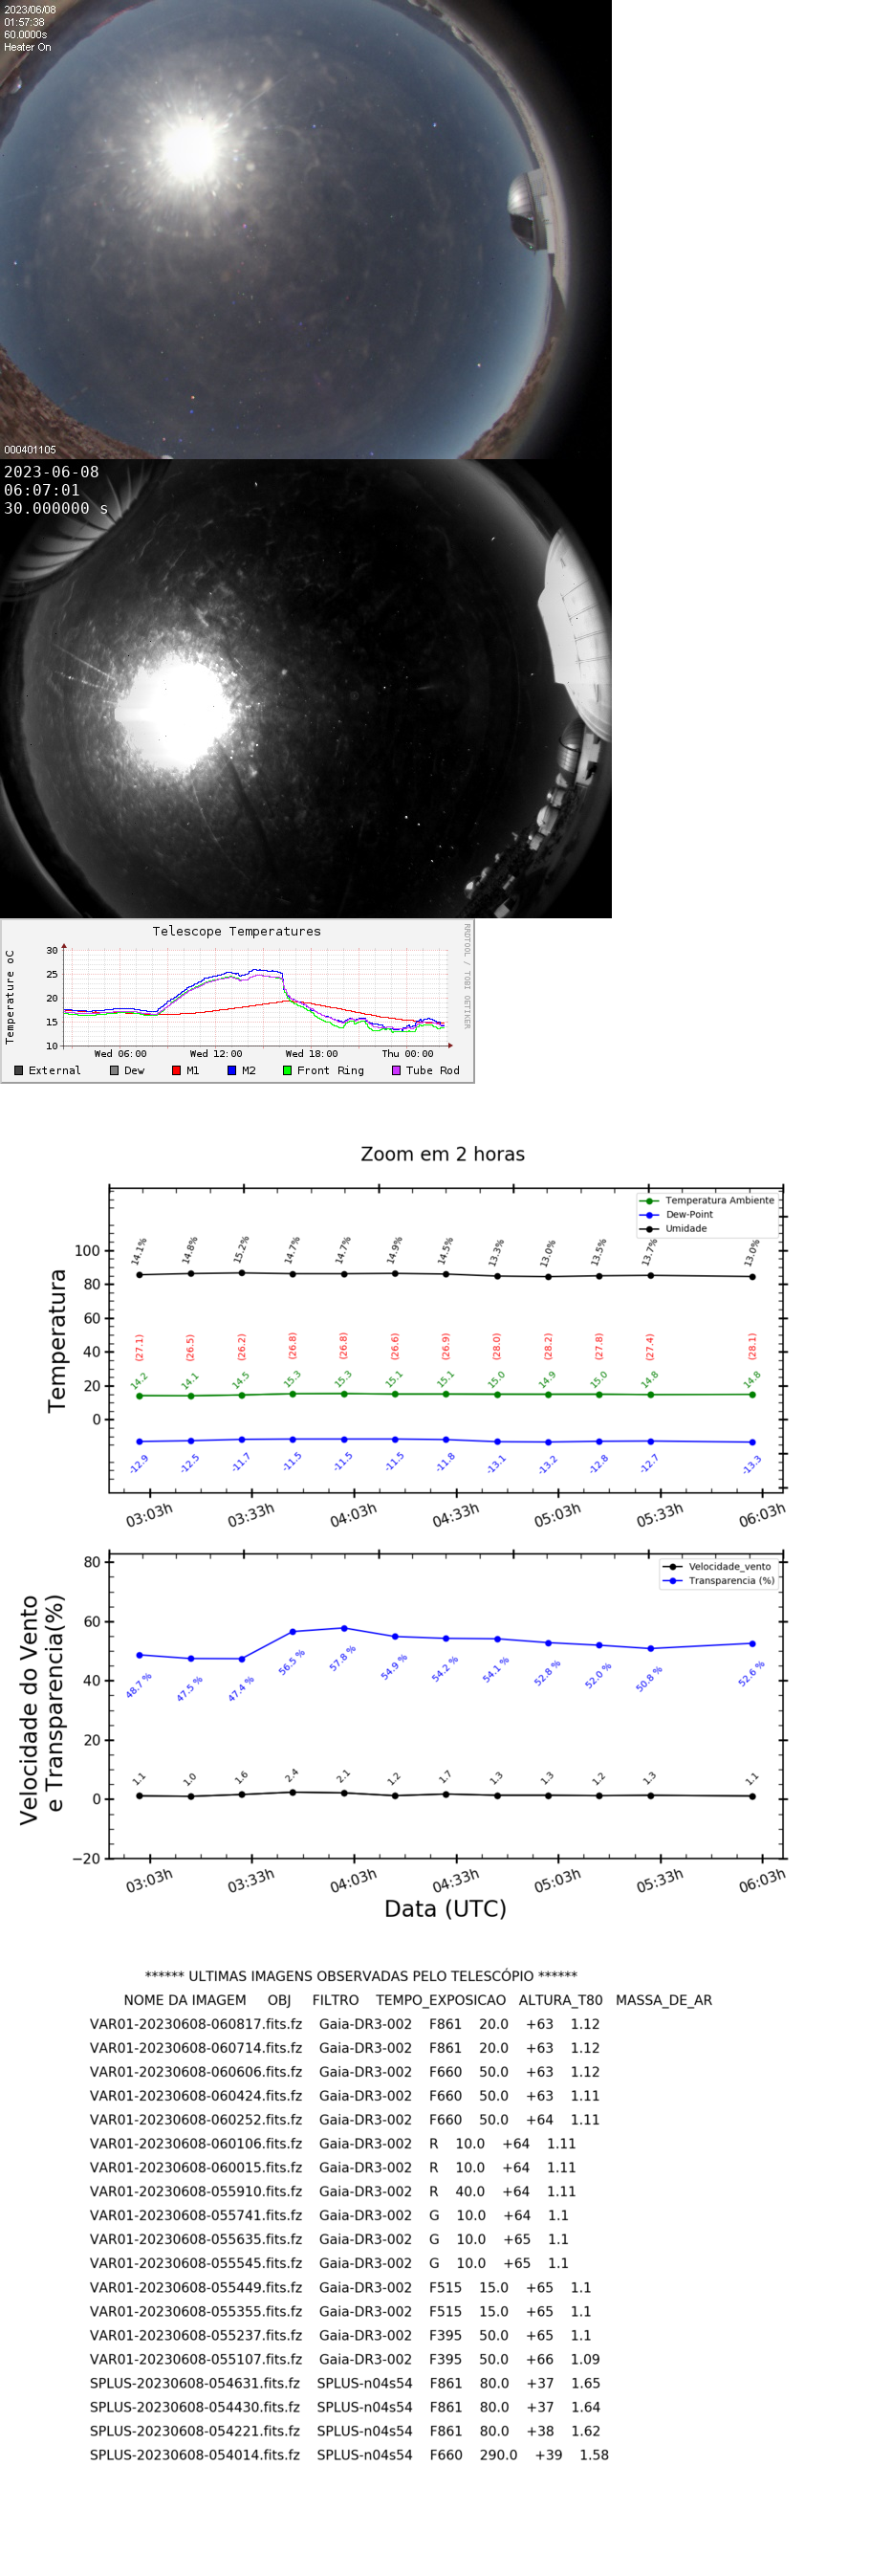 2023/06/08
01:57:38
60.0000s
Heater On
000401105
2023-06-08
06:07:01
30.000000 s
Telescope Temperatures
Temperature oC
RRDTOOL / TOBI OETIKER
30
25
20
15
10
Wed 06:00 Wed 12:00 Wed 18:00 Thu 00:00
External Dew M1 M2 Front Ring Tube Rod
Zoom em 2 horas
Temperatura
Temperatura Ambiente
Dew-Point
Umidade
100
80
60
40
20
0
14.1% 14.8% 15.2% 14.7% 14.7% 14.9% 14.5% 13.3% 13.0% 13.5% 13.7% 13.0%
(27.1) (26.5) (26.2) (26.8) (26.8) (26.6) (26.9) (28.0) (28.2) (27.8) (27.4) (28.1)
14.2 14.1 14.5 15.3 15.3 15.1 15.1 15.0 14.9 15.0 14.8 14.8
-12.9 -12.5 -11.7 -11.5 -11.5 -11.5 -11.8 -13.1 -13.2 -12.8 -12.7 -13.3
03:03h 03:33h 04:03h 04:33h 05:03h 05:33h 06:03h
Velocidade do Vento
e Transparencia(%)
Velocidade_vento
Transparencia (%)
80
60
40
20
0
−20
48.7 % 47.5 % 47.4 % 56.5 % 57.8 % 54.9 % 54.2 % 54.1 % 52.8 % 52.0 % 50.8 % 52.6 %
1.1 1.0 1.6 2.4 2.1 1.2 1.7 1.3 1.3 1.2 1.3 1.1
03:03h 03:33h 04:03h 04:33h 05:03h 05:33h 06:03h
Data (UTC)
****** ULTIMAS IMAGENS OBSERVADAS PELO TELESCÓPIO ******
NOME DA IMAGEM OBJ FILTRO TEMPO_EXPOSICAO ALTURA_T80 MASSA_DE_AR
VAR01-20230608-060817.fits.fz Gaia-DR3-002 F861 20.0 +63 1.12
VAR01-20230608-060714.fits.fz Gaia-DR3-002 F861 20.0 +63 1.12
VAR01-20230608-060606.fits.fz Gaia-DR3-002 F660 50.0 +63 1.12
VAR01-20230608-060424.fits.fz Gaia-DR3-002 F660 50.0 +63 1.11
VAR01-20230608-060252.fits.fz Gaia-DR3-002 F660 50.0 +64 1.11
VAR01-20230608-060106.fits.fz Gaia-DR3-002 R 10.0 +64 1.11
VAR01-20230608-060015.fits.fz Gaia-DR3-002 R 10.0 +64 1.11
VAR01-20230608-055910.fits.fz Gaia-DR3-002 R 40.0 +64 1.11
VAR01-20230608-055741.fits.fz Gaia-DR3-002 G 10.0 +64 1.1
VAR01-20230608-055635.fits.fz Gaia-DR3-002 G 10.0 +65 1.1
VAR01-20230608-055545.fits.fz Gaia-DR3-002 G 10.0 +65 1.1
VAR01-20230608-055449.fits.fz Gaia-DR3-002 F515 15.0 +65 1.1
VAR01-20230608-055355.fits.fz Gaia-DR3-002 F515 15.0 +65 1.1
VAR01-20230608-055237.fits.fz Gaia-DR3-002 F395 50.0 +65 1.1
VAR01-20230608-055107.fits.fz Gaia-DR3-002 F395 50.0 +66 1.09
SPLUS-20230608-054631.fits.fz SPLUS-n04s54 F861 80.0 +37 1.65
SPLUS-20230608-054430.fits.fz SPLUS-n04s54 F861 80.0 +37 1.64
SPLUS-20230608-054221.fits.fz SPLUS-n04s54 F861 80.0 +38 1.62
SPLUS-20230608-054014.fits.fz SPLUS-n04s54 F660 290.0 +39 1.58